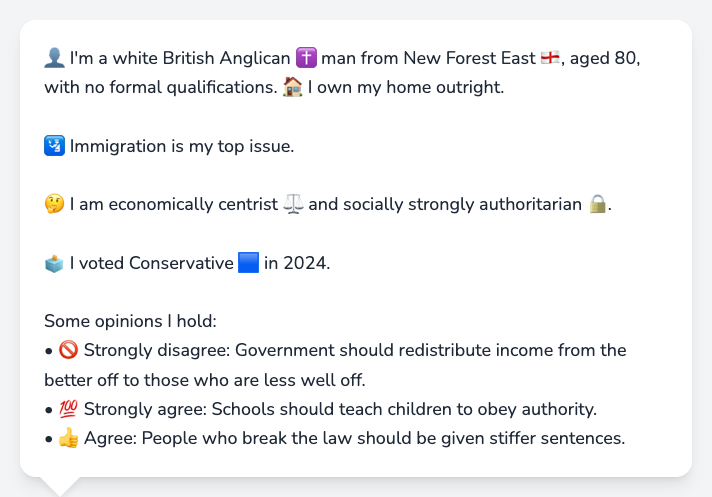 👤 I'm a white British Anglican ✝️ man from New Forest East 🏴󠁧󠁢󠁥󠁮󠁧󠁿, aged 80,
with no formal qualifications. 🏠 I own my home outright.
🛂 Immigration is my top issue.
🤔 I am economically centrist ⚖️ and socially strongly authoritarian 🔒.
🗳️ I voted Conservative 🟦 in 2024.
Some opinions I hold:
• 🚫 Strongly disagree: Government should redistribute income from the
better off to those who are less well off.
• 💯 Strongly agree: Schools should teach children to obey authority.
• 👍 Agree: People who break the law should be given stiffer sentences.